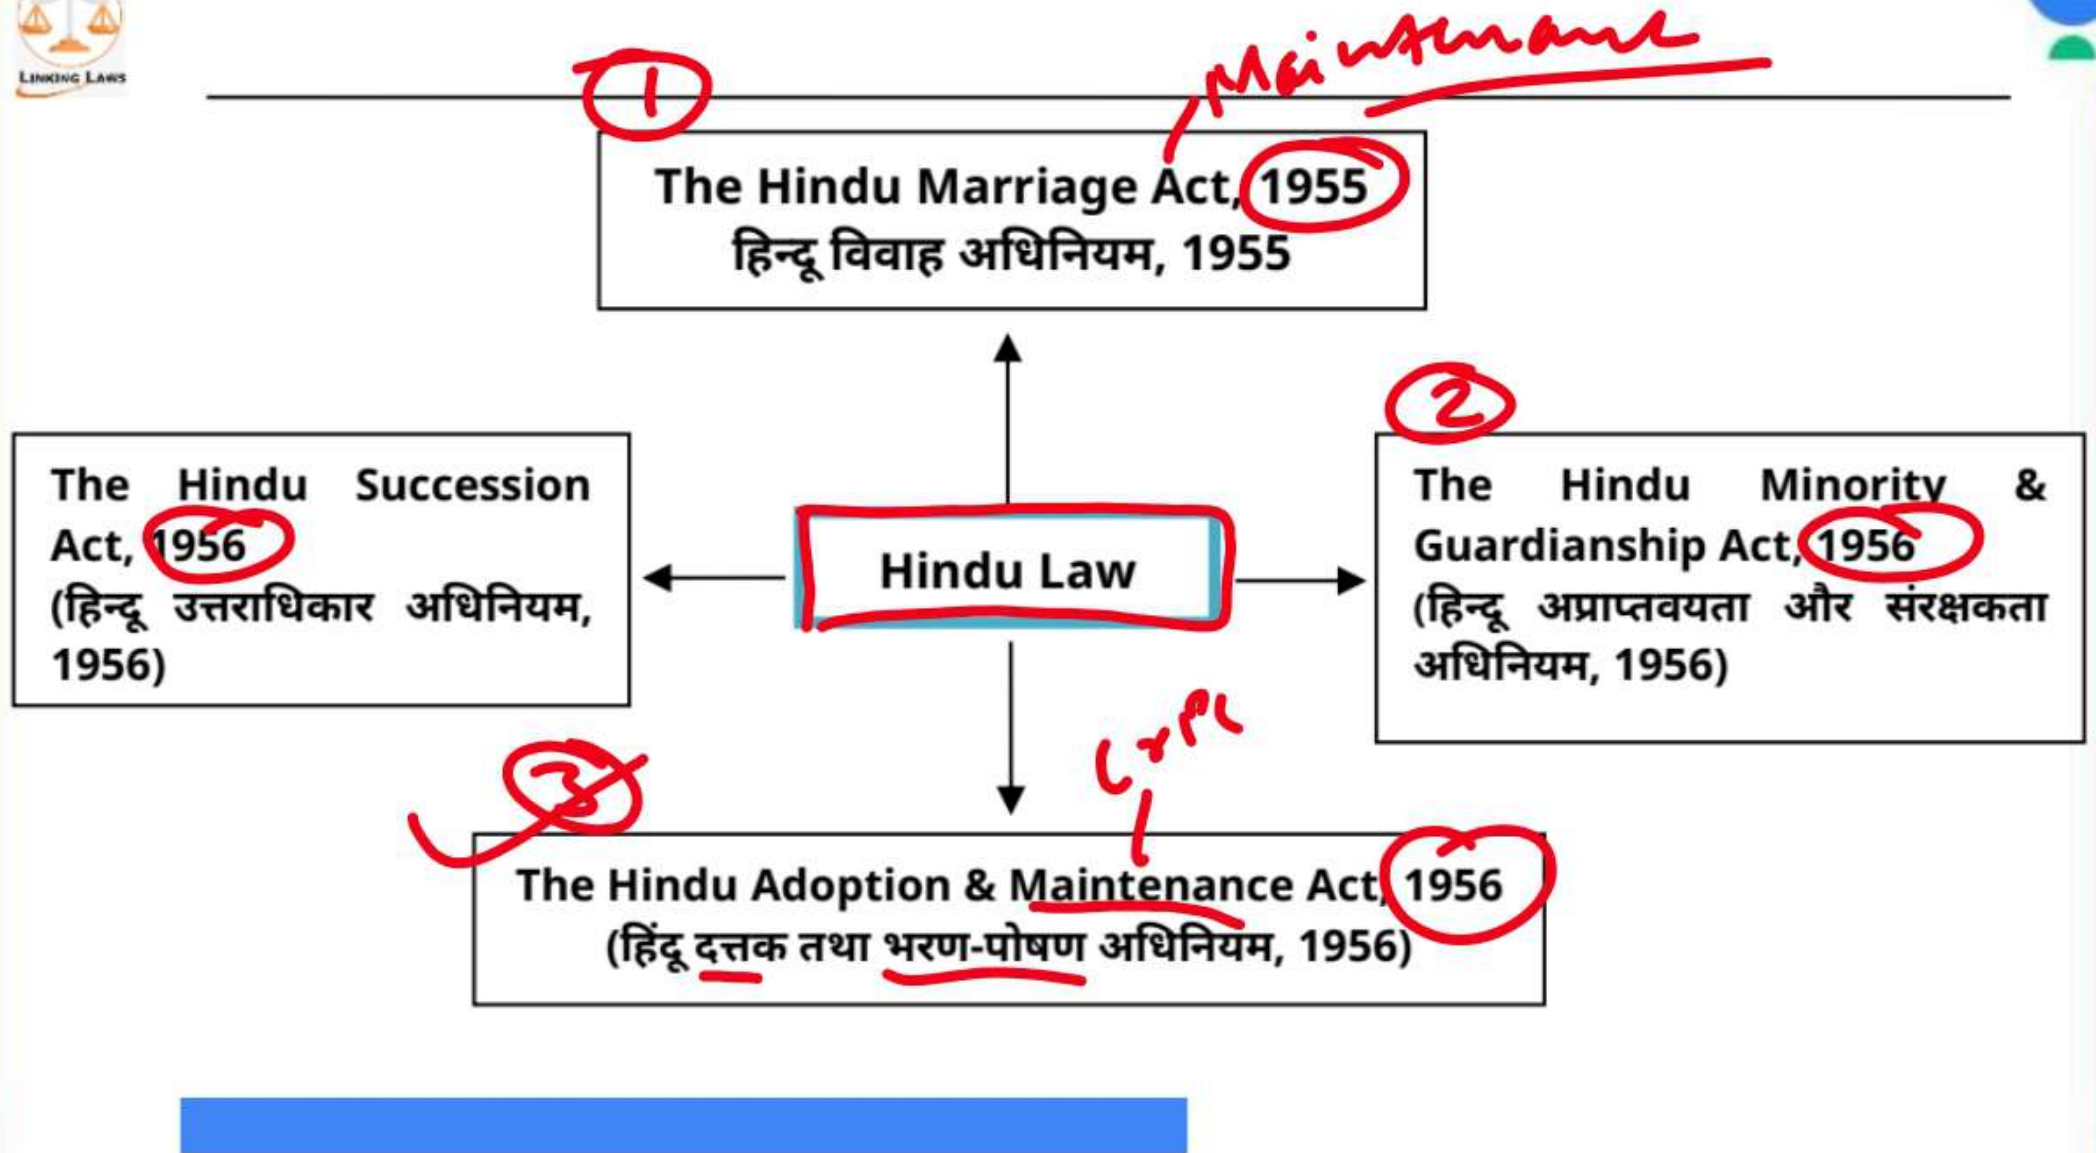 LINKING LAWS
Maintenance
1
The Hindu Marriage Act, 1955
हिन्दू विवाह अधिनियम, 1955
2
The Hindu Succession
Act, 1956
(हिन्दू उत्तराधिकार अधिनियम,
1956)
Hindu Law
The Hindu Minority &
Guardianship Act, 1956
(हिन्दू अप्राप्तवयता और संरक्षकता
अधिनियम, 1956)
CrPC
3
The Hindu Adoption & Maintenance Act, 1956
(हिंदू दत्तक तथा भरण-पोषण अधिनियम, 1956)